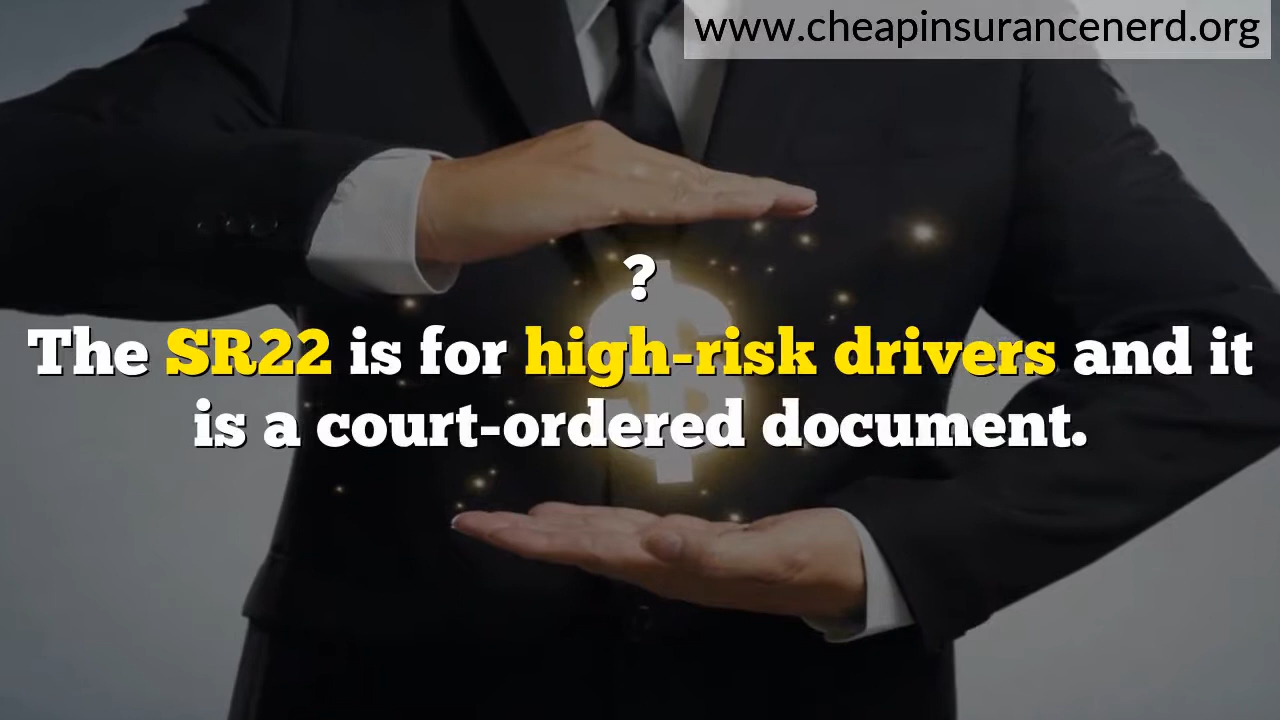 www.cheapinsurancenerd.org
?
The SR22 is for high-risk drivers and it
is a court-ordered document.